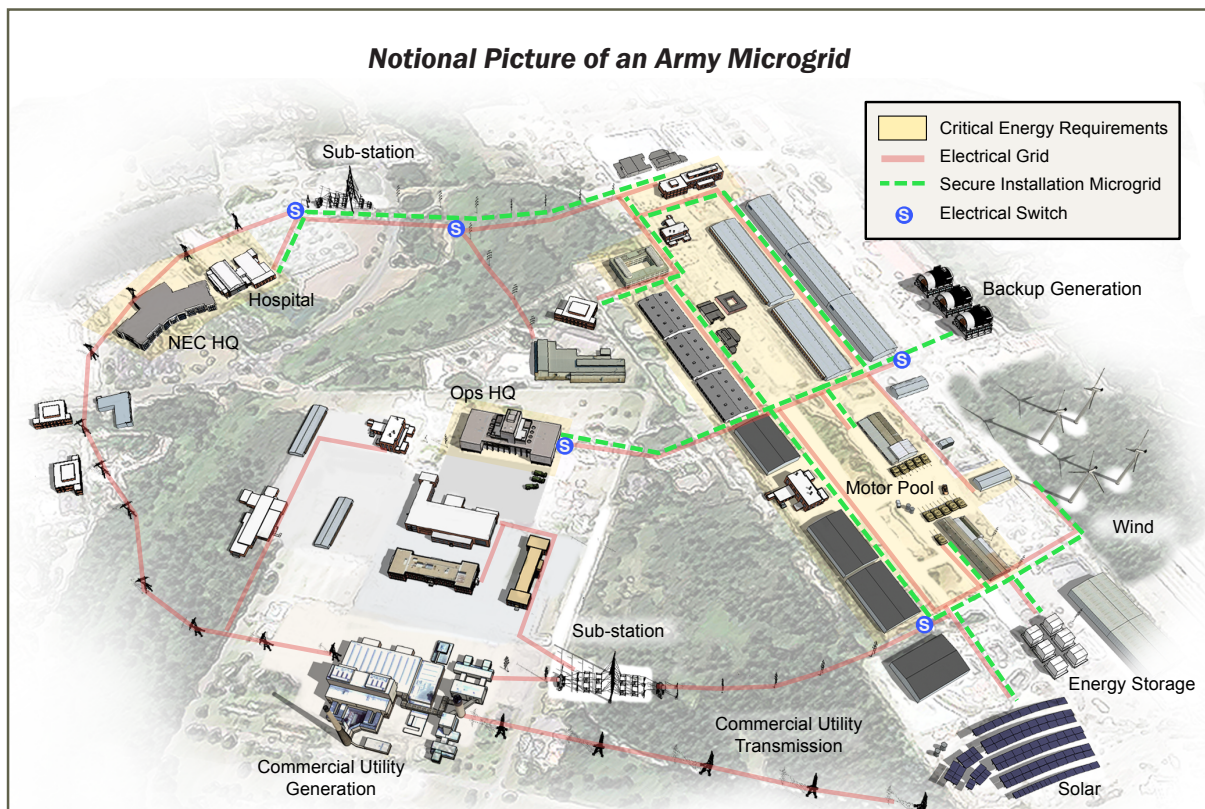 Notional Picture of an Army Microgrid
Critical Energy Requirements
Electrical Grid
Secure Installation Microgrid
S Electrical Switch
Sub-station
S
S
Hospital
NEC HQ
Backup Generation
S
Ops HQ
S
Motor Pool
Wind
S
Sub-station
Energy Storage
Commercial Utility
Transmission
Commercial Utility
Generation
Solar